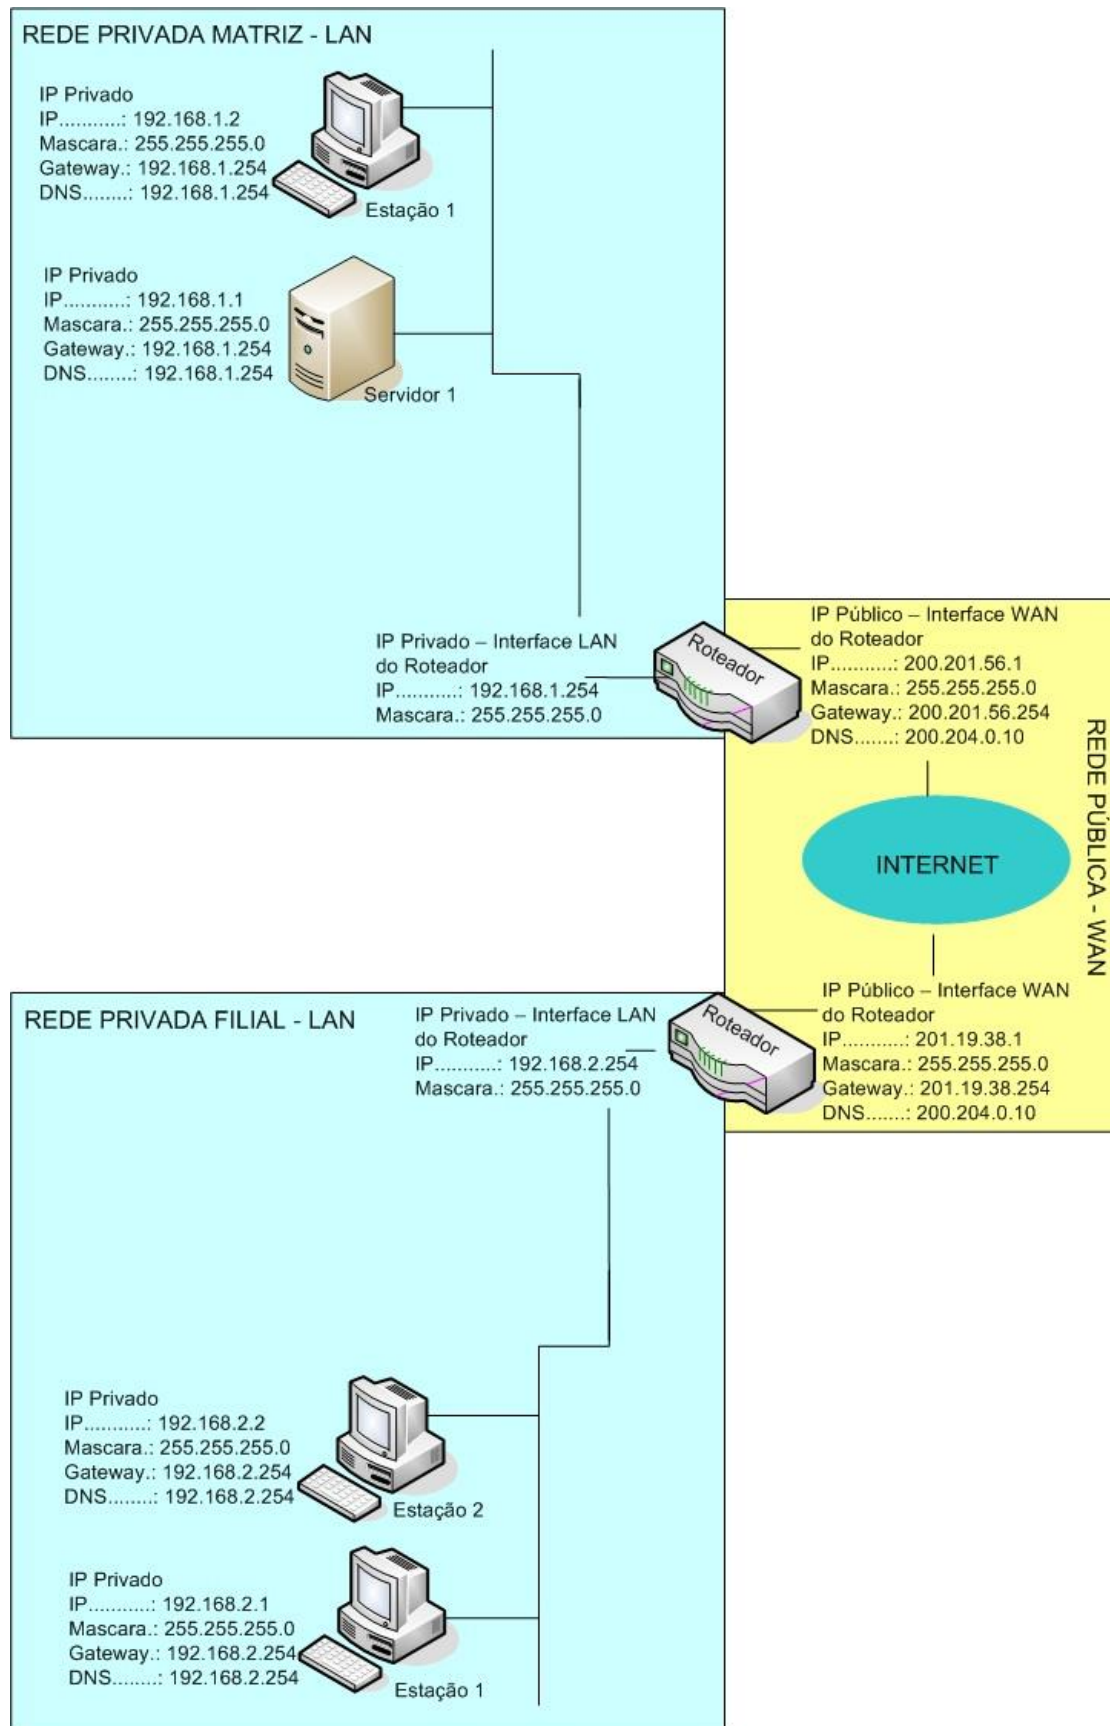 REDE PRIVADA MATRIZ - LAN
IP Privado
IP...........: 192.168.1.2
Mascara.: 255.255.255.0
Gateway.: 192.168.1.254
DNS........: 192.168.1.254
Estação 1
IP Privado
IP...........: 192.168.1.1
Mascara.: 255.255.255.0
Gateway.: 192.168.1.254
DNS........: 192.168.1.254
Servidor 1
IP Privado – Interface LAN
do Roteador
IP...........: 192.168.1.254
Mascara.: 255.255.255.0
Roteador
IP Público – Interface WAN
do Roteador
IP...........: 200.201.56.1
Mascara.: 255.255.255.0
Gateway.: 200.201.56.254
DNS.......: 200.204.0.10
INTERNET
REDE PÚBLICA - WAN
IP Público – Interface WAN
do Roteador
IP...........: 201.19.38.1
Mascara.: 255.255.255.0
Gateway.: 201.19.38.254
DNS.......: 200.204.0.10
Roteador
REDE PRIVADA FILIAL - LAN
IP Privado – Interface LAN
do Roteador
IP...........: 192.168.2.254
Mascara.: 255.255.255.0
IP Privado
IP...........: 192.168.2.2
Mascara.: 255.255.255.0
Gateway.: 192.168.2.254
DNS........: 192.168.2.254
Estação 2
IP Privado
IP...........: 192.168.2.1
Mascara.: 255.255.255.0
Gateway.: 192.168.2.254
DNS........: 192.168.2.254
Estação 1